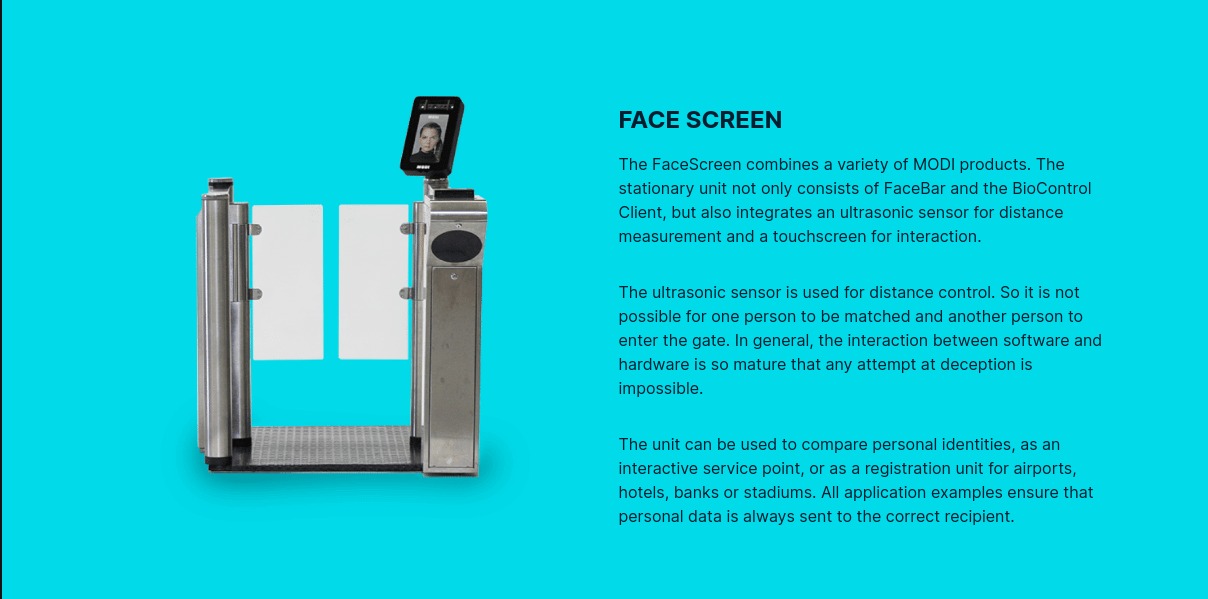 MODI
FACE SCREEN
The FaceScreen combines a variety of MODI products. The
stationary unit not only consists of FaceBar and the BioControl
Client, but also integrates an ultrasonic sensor for distance
measurement and a touchscreen for interaction.
The ultrasonic sensor is used for distance control. So it is not
possible for one person to be matched and another person to
enter the gate. In general, the interaction between software and
hardware is so mature that any attempt at deception is
impossible.
The unit can be used to compare personal identities, as an
interactive service point, or as a registration unit for airports,
hotels, banks or stadiums. All application examples ensure that
personal data is always sent to the correct recipient.